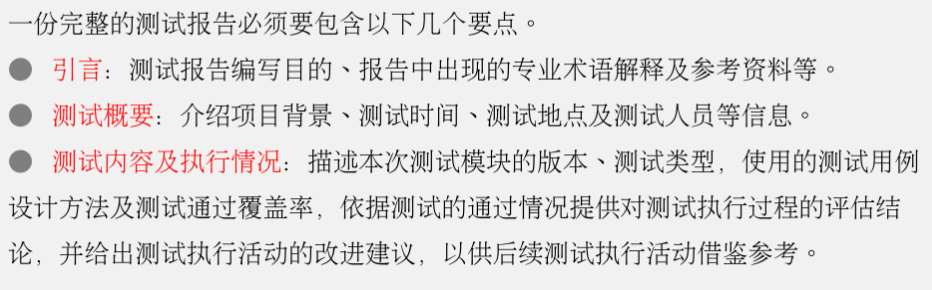 一份完整的测试报告必须要包含以下几个要点。
● 引言：测试报告编写目的、报告中出现的专业术语解释及参考资料等。
● 测试概要：介绍项目背景、测试时间、测试地点及测试人员等信息。
● 测试内容及执行情况：描述本次测试模块的版本、测试类型，使用的测试用例
设计方法及测试通过覆盖率，依据测试的通过情况提供对测试执行过程的评估结
论，并给出测试执行活动的改进建议，以供后续测试执行活动借鉴参考。